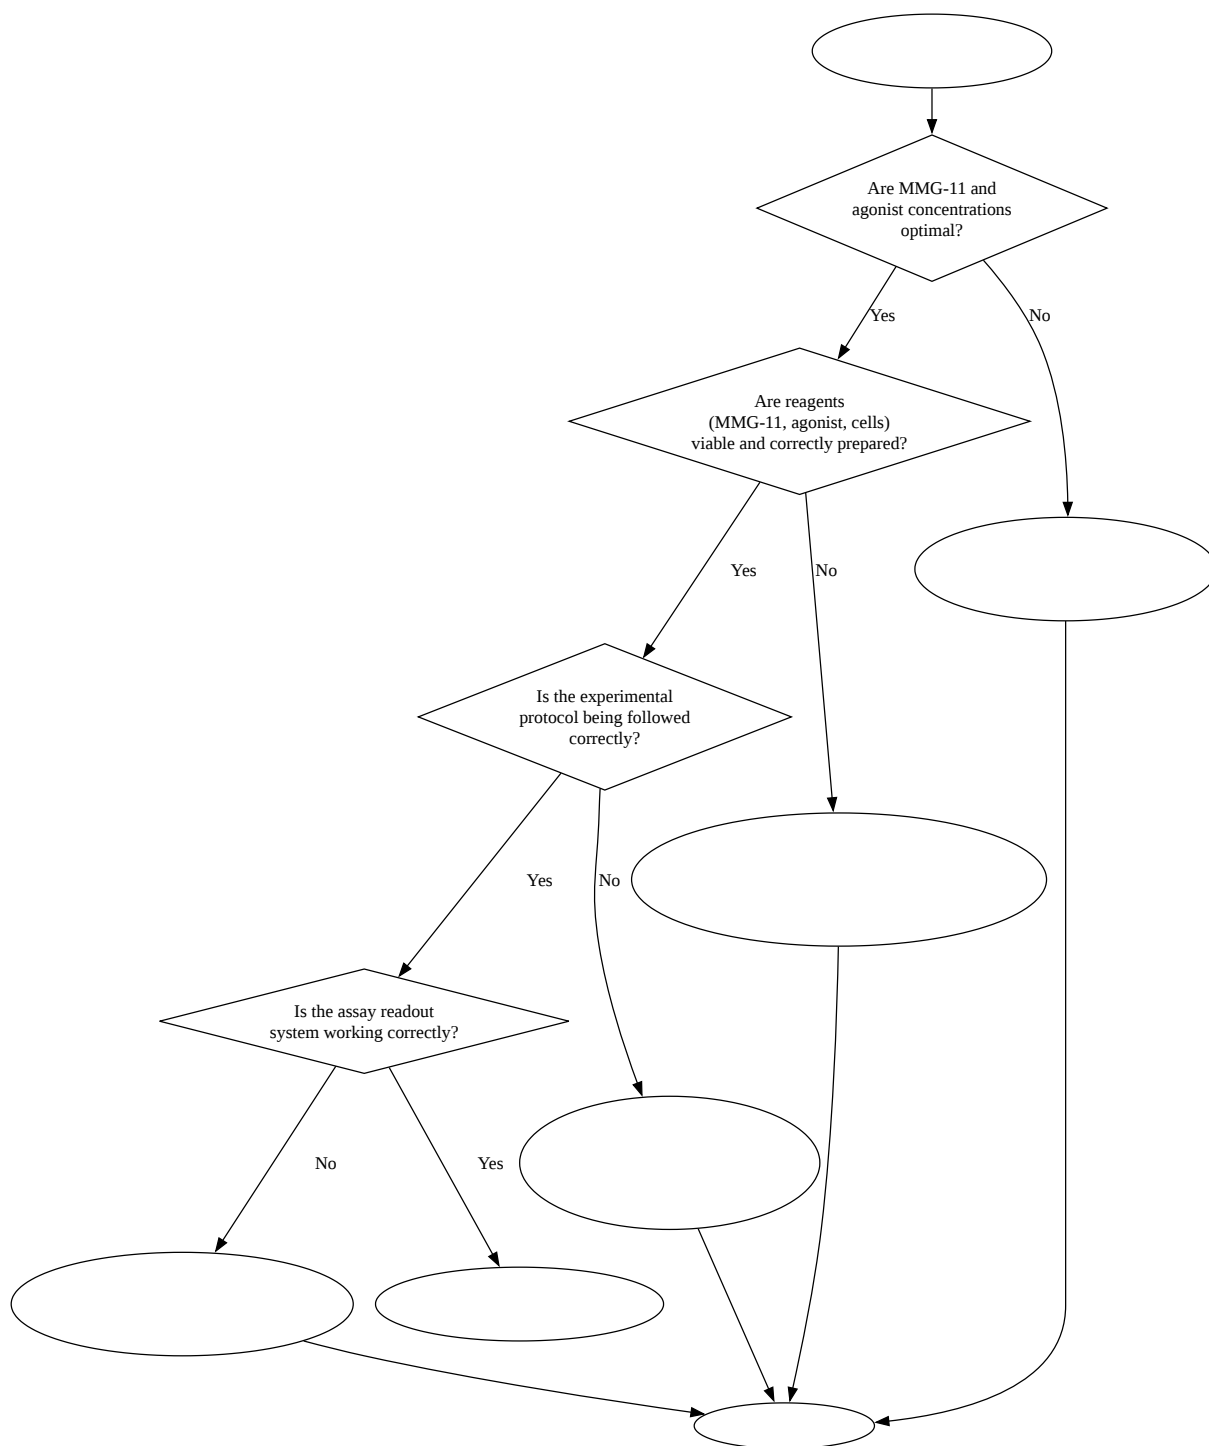 Are MMG-11 and
agonist concentrations
optimal?
Yes
No
Are reagents
(MMG-11, agonist, cells)
viable and correctly prepared?
Yes
No
Is the experimental
protocol being followed
correctly?
Yes
No
Is the assay readout
system working correctly?
No
Yes